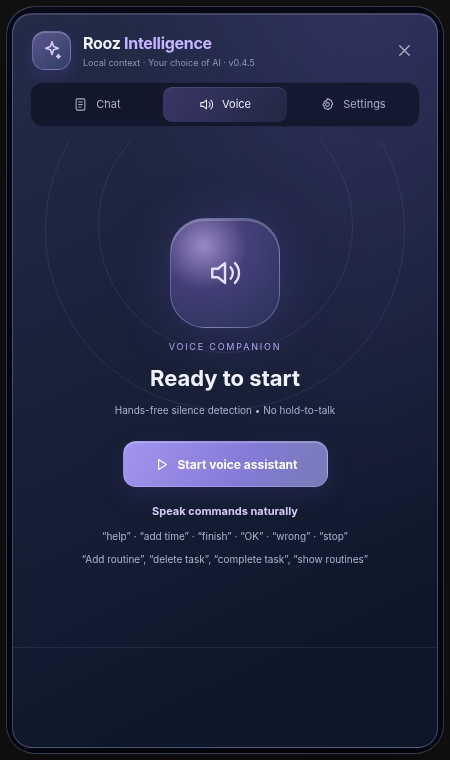 Rooz Intelligence
Local context · Your choice of AI · v0.4.5
Chat
Voice
Settings
VOICE COMPANION
Ready to start
Hands-free silence detection • No hold-to-talk
Start voice assistant
Speak commands naturally
“help” · “add time” · “finish” · “OK” · “wrong” · “stop”
“Add routine”, “delete task”, “complete task”, “show routines”